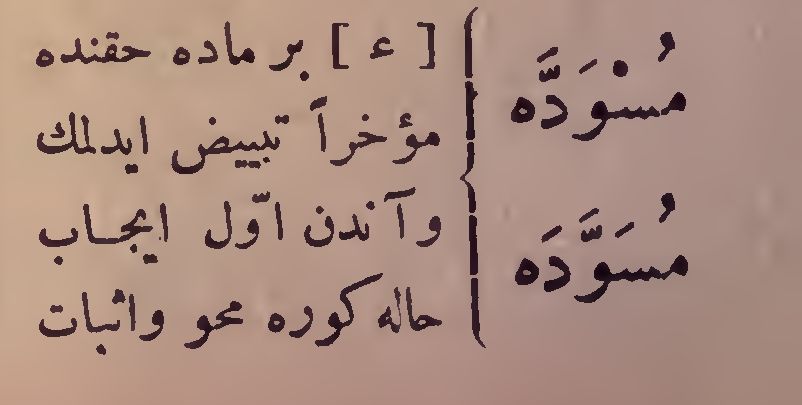 مُسْوَدَّه
مُسَوَّدَه
[ ء ] بر ماده حقنده
مؤخراً تبييض ايدلمك
وآندن اوّل ايجاب
حاله كوره محو واثبات